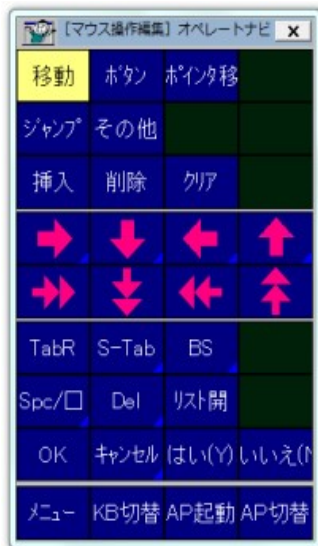 【マウス操作編集】オペレートナビ
移動 ボタン ポインタ移
ジャンプ その他
挿入 削除 クリア
TabR S-Tab BS
Spc/□ Del リスト開
OK キャンセル はい(Y) いいえ(N
メニュー KB切替 AP起動 AP切替